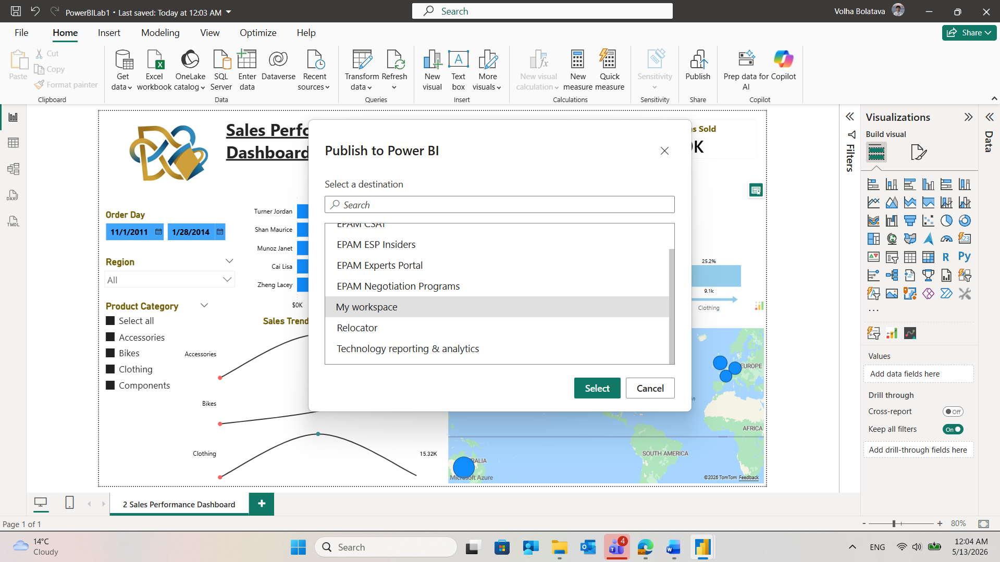 PowerBILab1 • Last saved: Today at 12:03 AM
Search
Volha Bolatava
File
Home
Insert
Modeling
View
Optimize
Help
Share
Paste
Cut
Copy
Format painter
Clipboard
Get data
Excel workbook
OneLake catalog
SQL Server
Enter data
Dataverse
Recent sources
Data
Transform data
Refresh
Queries
New visual
Text box
More visuals
Insert
New visual calculation
New measure
Quick measure
Calculations
Sensitivity
Sensitivity
Publish
Share
Prep data for AI
Copilot
Copilot
DAX
TMDL
Sales Perfo
Dashboard
Order Day
11/1/2011
1/28/2014
Region
All
Product Category
Select all
Accessories
Bikes
Clothing
Components
Turner Jordan
Shan Maurice
Munoz Janet
Cai Lisa
Zheng Lacey
$0K
Sales Trend
Accessories
Bikes
Clothing
15.32K
Publish to Power BI
Select a destination
Search
EPAM CSAT
EPAM ESP Insiders
EPAM Experts Portal
EPAM Negotiation Programs
My workspace
Relocator
Technology reporting & analytics
Select
Cancel
s Sold
K
25.2%
9.1k
Clothing
EUROPE
AFRICA
SOUTH AMERICA
RALIA
Microsoft Azure
©2026 TomTom Feedback
Filters
Visualizations
Build visual
123
R
Py
Values
Add data fields here
Drill through
Cross-report
Off
Keep all filters
On
Add drill-through fields here
Data
2 Sales Performance Dashboard
Page 1 of 1
80%
14°C
Cloudy
Search
4
ENG
12:04 AM
5/13/2026